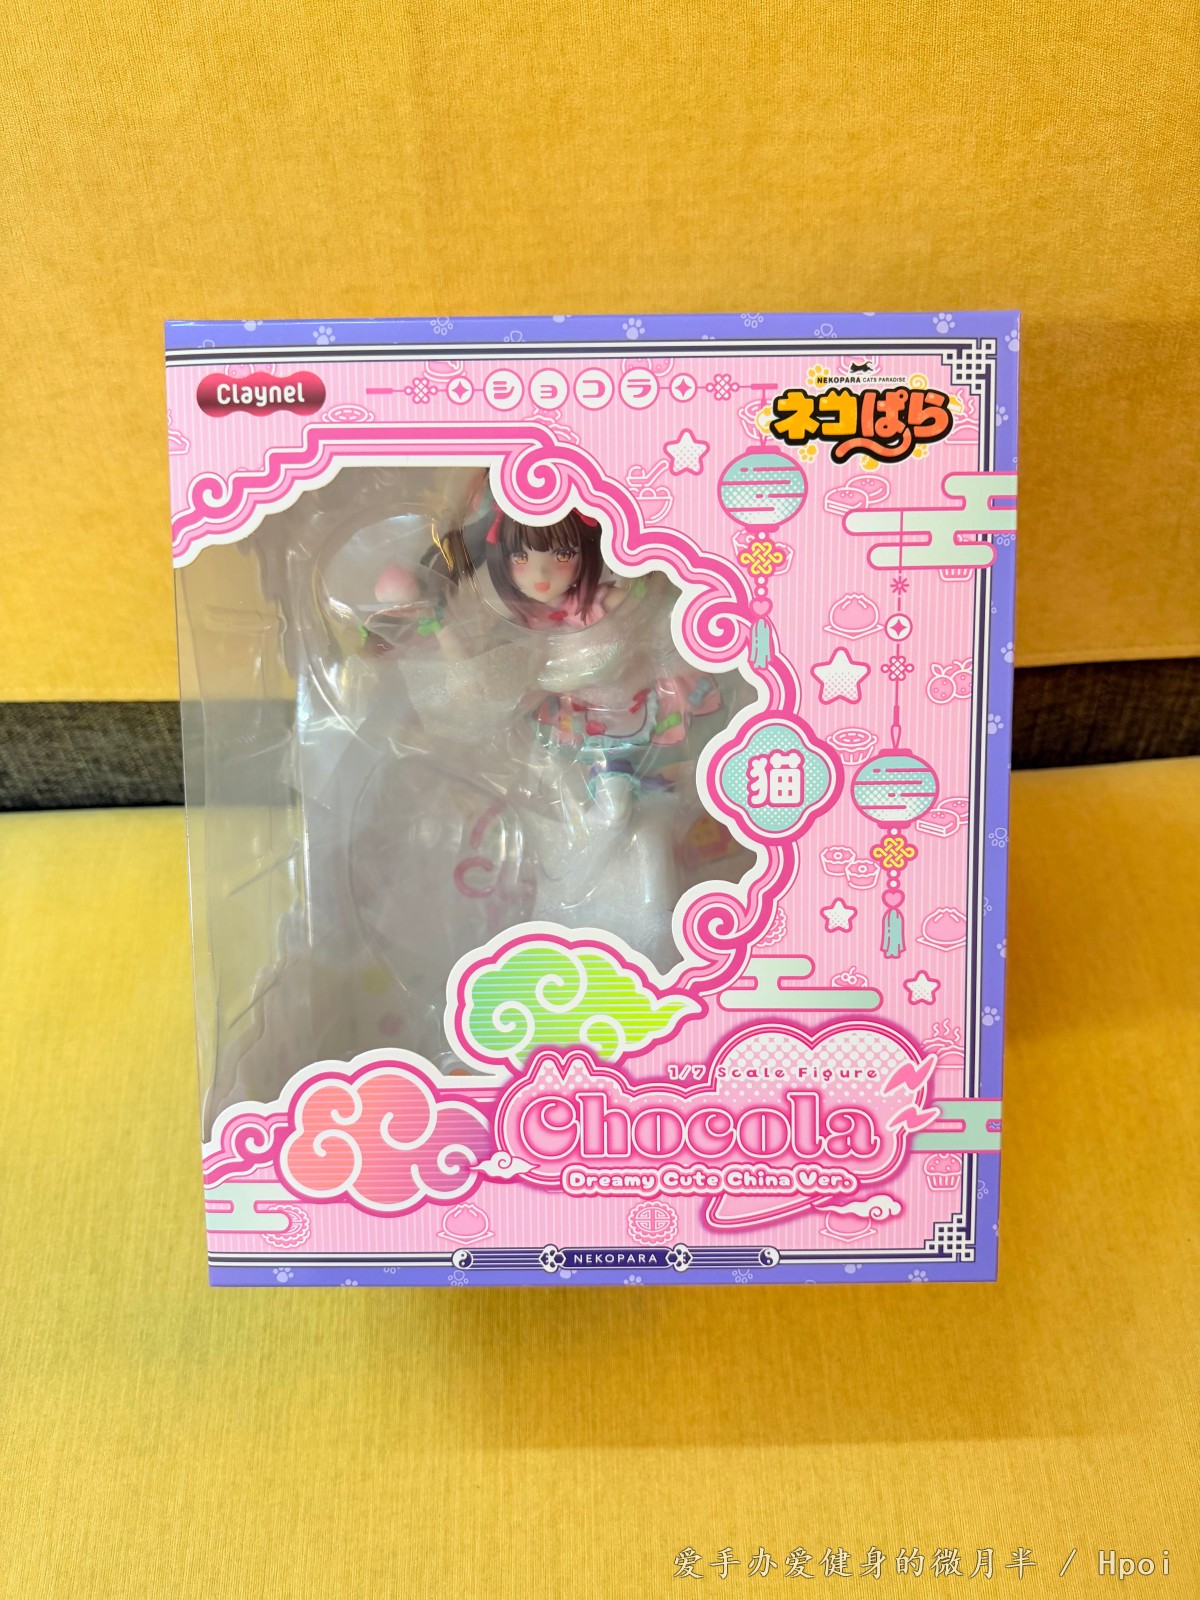 Claynel
ショコラ
NEKOPARA CATS PARADISE
ネコぱら
猫
1/7 Scale Figure
Chocola
Dreamy Cute China Ver.
NEKOPARA
爱手办爱健身的微月半 / Hpoi